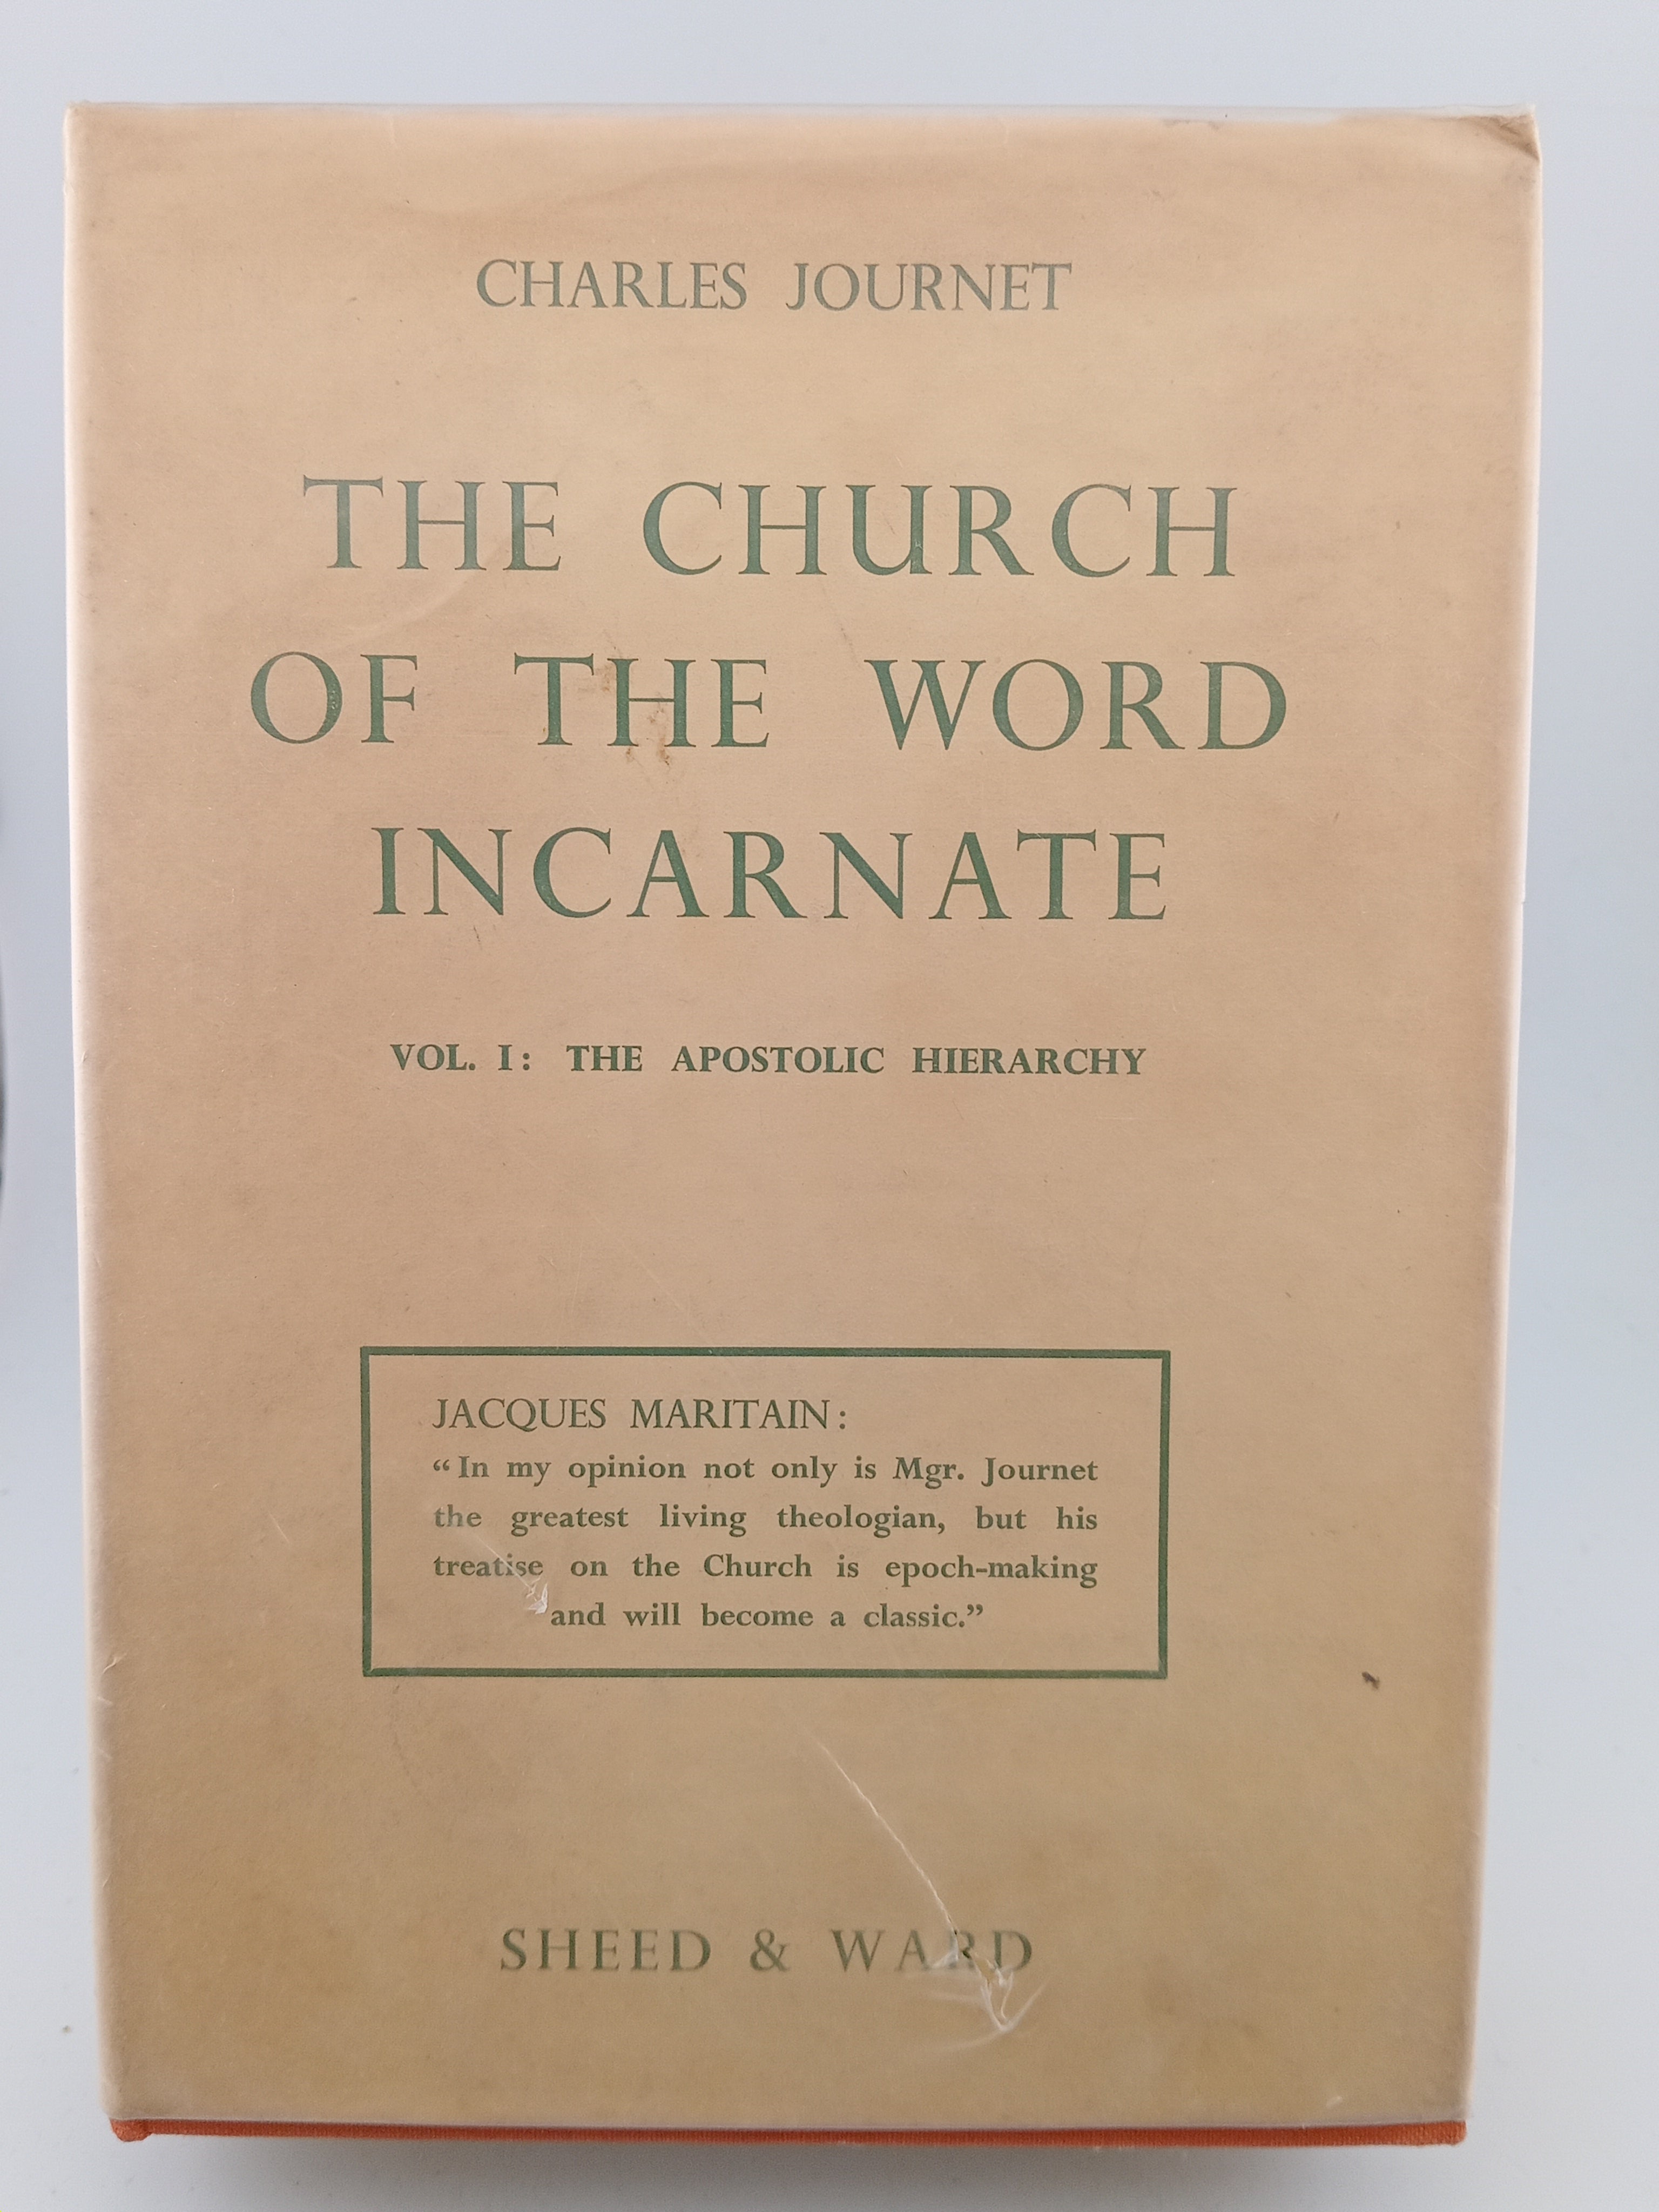 CHARLES JOURNET
THE CHURCH
OF THE WORD
INCARNATE
VOL. I: THE APOSTOLIC HIERARCHY
JACQUES MARITAIN:
“In my opinion not only is Mgr. Journet
the greatest living theologian, but his
treatise on the Church is epoch-making
and will become a classic.”
SHEED & WARD